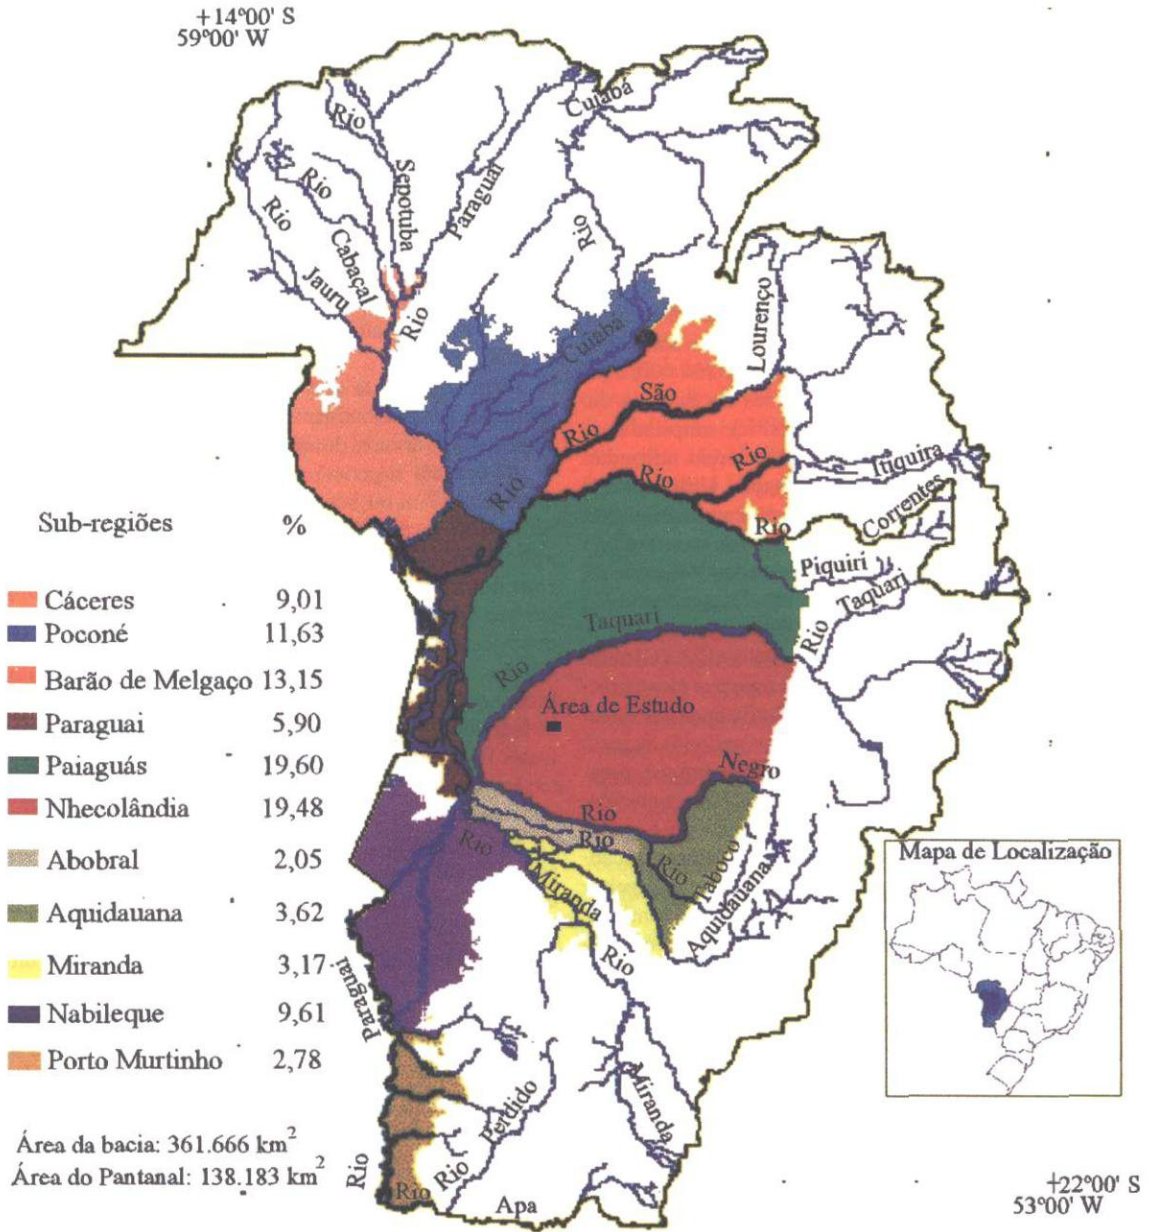 +14°00' S
59°00' W
Cuiabá
Rio
Sepotuba
Paraguai
Rio
Rio
Rio
Cabaçal
Jauru
Rio
Lourenço
Cuiabá
São
Rio
Rio
Rio
Itiquira
Rio
Correntes
Rio
Piquiri
Taquari
Rio
Taquari
Rio
Área de Estudo
Negro
Rio
Rio
Rio
Rio
Taboco
Miranda
Aquidauana
Rio
Paraguai
Miranda
Perdido
Rio
Rio
Rio
Apa
Sub-regiões %
Cáceres 9,01
Poconé 11,63
Barão de Melgaço 13,15
Paraguai 5,90
Paiaguás 19,60
Nhecolândia 19,48
Abobral 2,05
Aquidauana 3,62
Miranda 3,17
Nabileque 9,61
Porto Murtinho 2,78
Área da bacia: 361.666 km²
Área do Pantanal: 138.183 km²
Mapa de Localização
+22°00' S
53°00' W